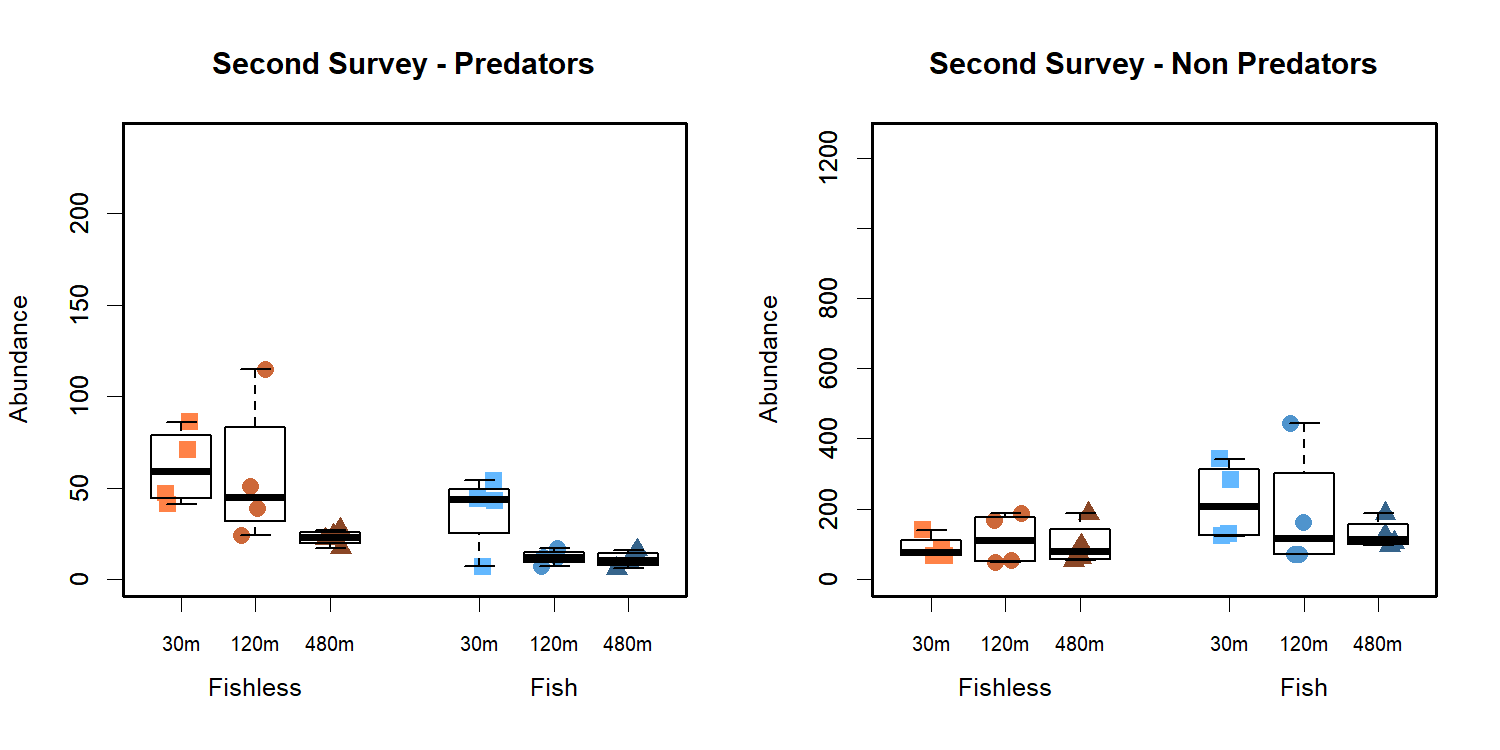 Second Survey - Predators
Abundance
200
150
100
50
0
30m 120m 480m 30m 120m 480m
Fishless Fish
Second Survey - Non Predators
Abundance
1200
800
600
400
200
0
30m 120m 480m 30m 120m 480m
Fishless Fish